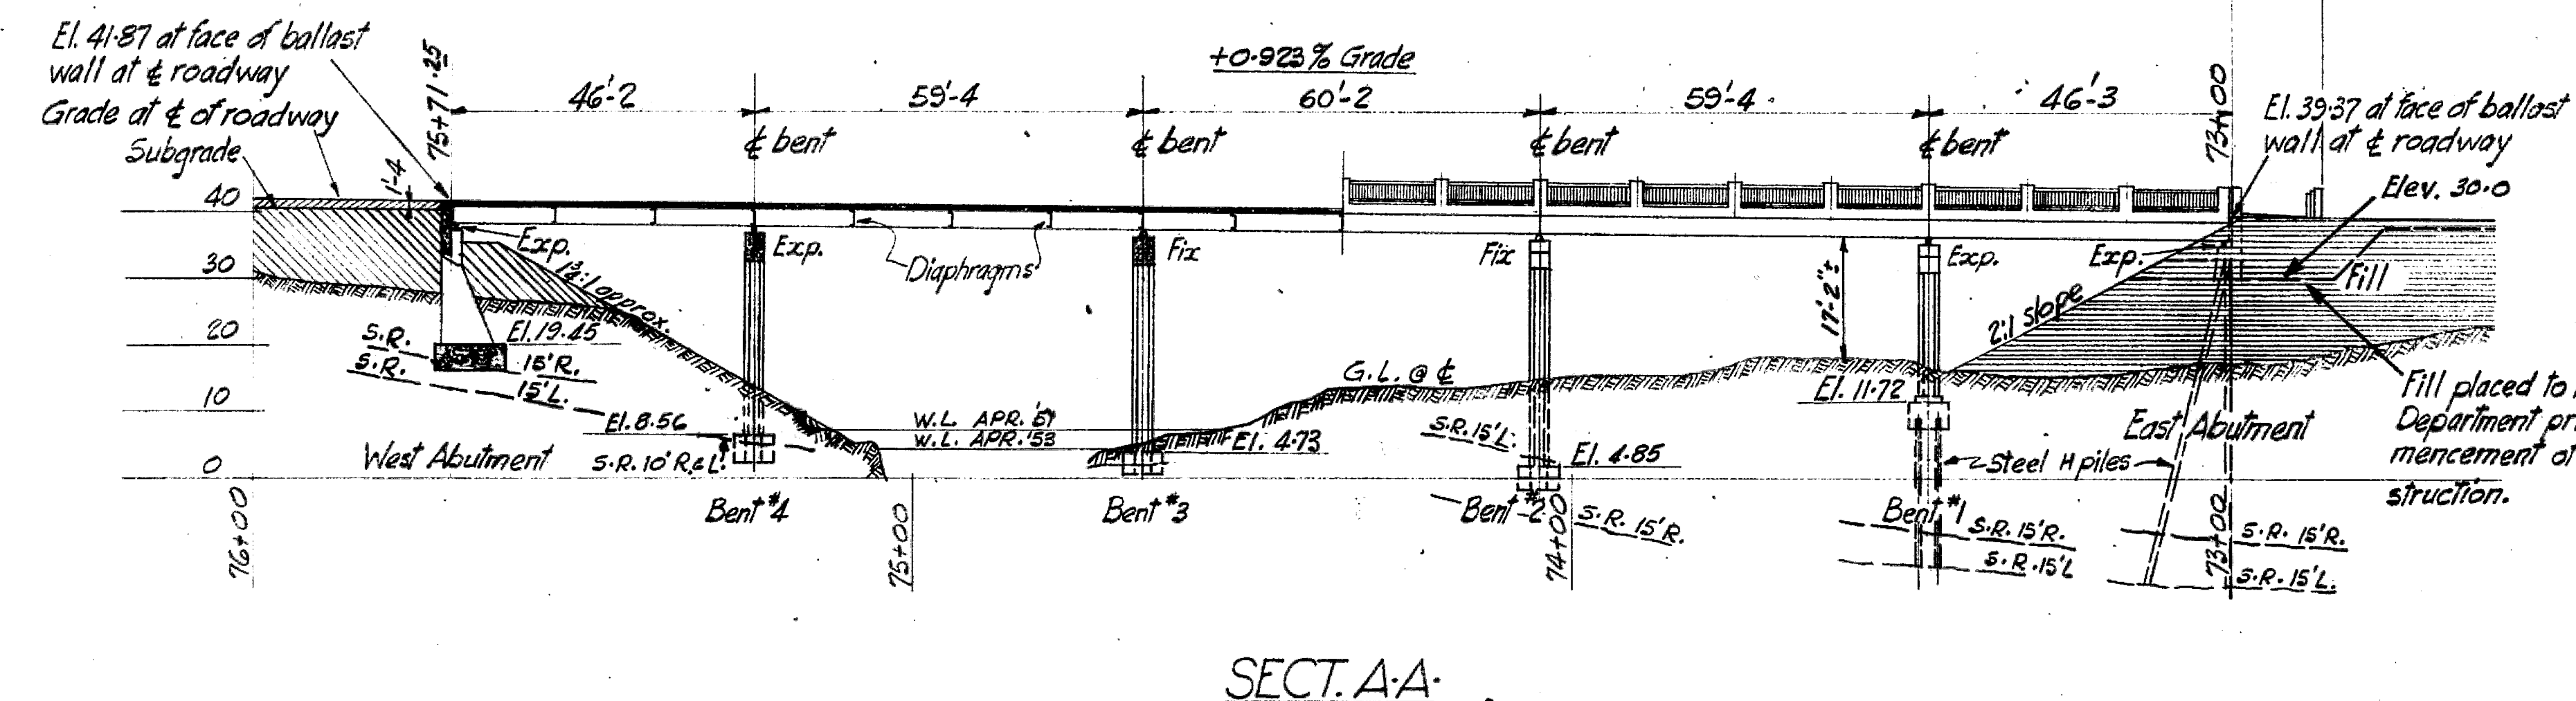 El. 41·87 at face of ballast
wall at ℄ roadway
Grade at ℄ of roadway
Subgrade
75+71·25
1'-4
+0·923% Grade
46'-2
59'-4
60'-2
59'-4
46'-3
℄ bent
℄ bent
℄ bent
℄ bent
73+00
El. 39·37 at face of ballast
wall at ℄ roadway
Elev. 30·0
40
30
20
10
0
Exp.
1¾:1 approx.
Exp.
Diaphragms
Fix
Fix
17'-2"±
Exp.
Exp.
2:1 slope
Fill
S.R.
S.R.
El. 19.45
15'R.
15'L.
El. 8.56
S.R. 10' R.&L.
West Abutment
W.L. APR. '51
W.L. APR. '53
El. 4.73
G.L. @ ℄
S.R. 15'L.
El. 4.85
El. 11.72
Steel H piles
East Abutment
Fill placed to
Department pr
mencement of
struction.
76+00
Bent #4
75+00
Bent #3
Bent #2
74+00
S.R. 15'R.
Bent #1
S.R. 15'R.
S.R. 15'L
73+00
S.R. 15'R.
S.R. 15'L.
SECT. A·A·